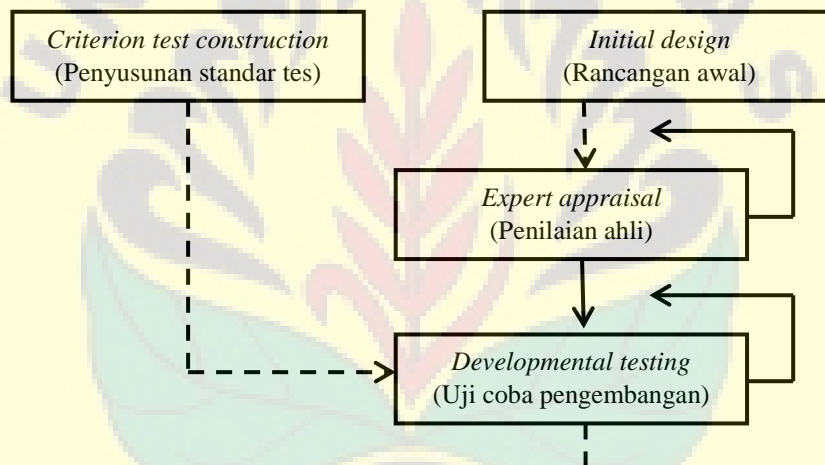 Criterion test construction
(Penyusunan standar tes)
Initial design
(Rancangan awal)
Expert appraisal
(Penilaian ahli)
Developmental testing
(Uji coba pengembangan)